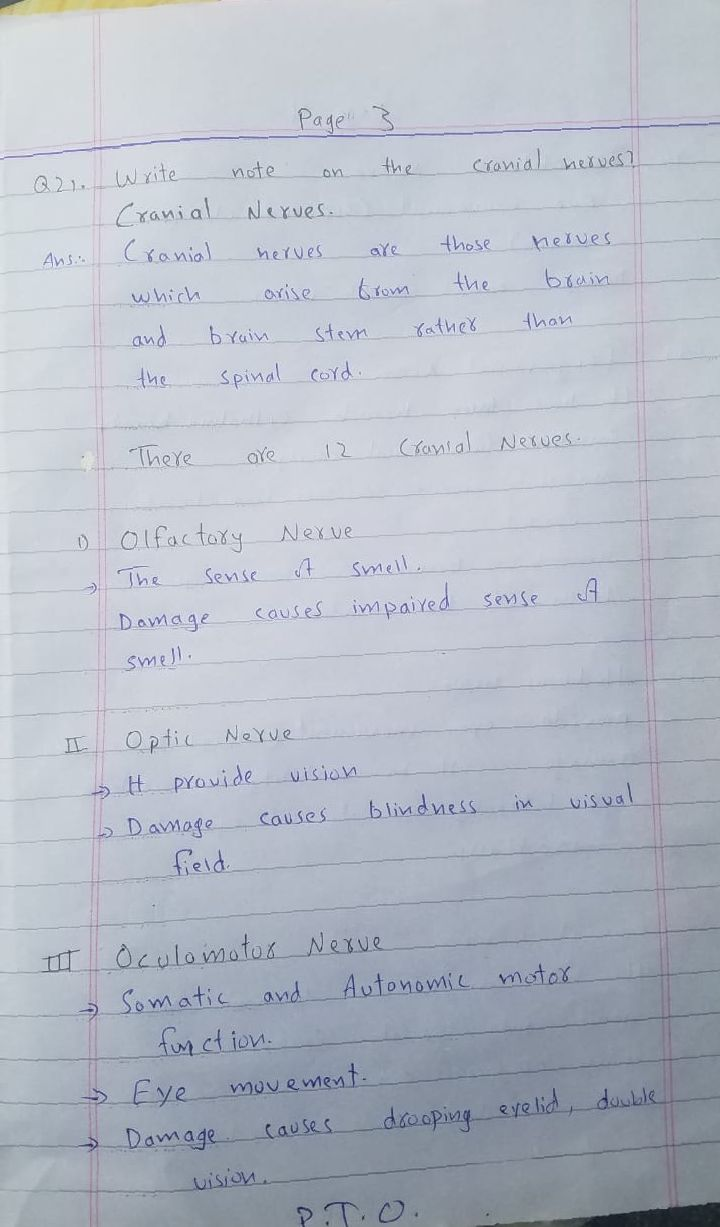 Page 3
Q21. Write note on the Cranial nerves?
Cranial Nerves.
Ans:- Cranial nerves are those nerves
which arise from the brain
and brain stem rather than
the spinal cord.
There are 12 Cranial Nerves.
I) Olfactory Nerve
→ The sense of smell.
Damage causes impaired sense of
smell.
II Optic Nerve
→ It provide vision
→ Damage causes blindness in visual
field.
III Oculomotor Nerve
→ Somatic and Autonomic motor
function.
→ Eye movement.
→ Damage causes drooping eyelid, double
vision.
P.T.O.